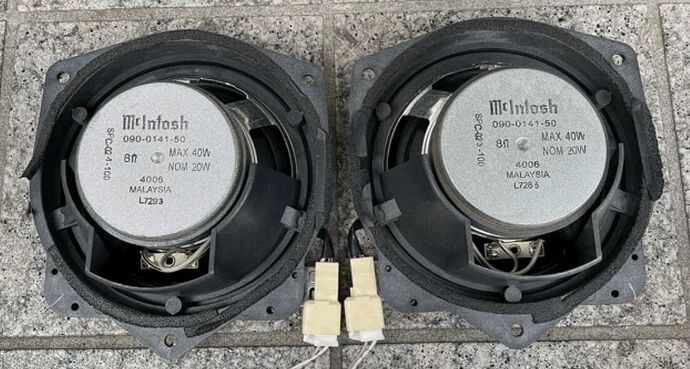 McIntosh
090-0141-50
8Ω
MAX 40W
NOM 20W
4006
MALAYSIA
L7293
McIntosh
090-0141-50
8Ω
MAX 40W
NOM 20W
4006
MALAYSIA